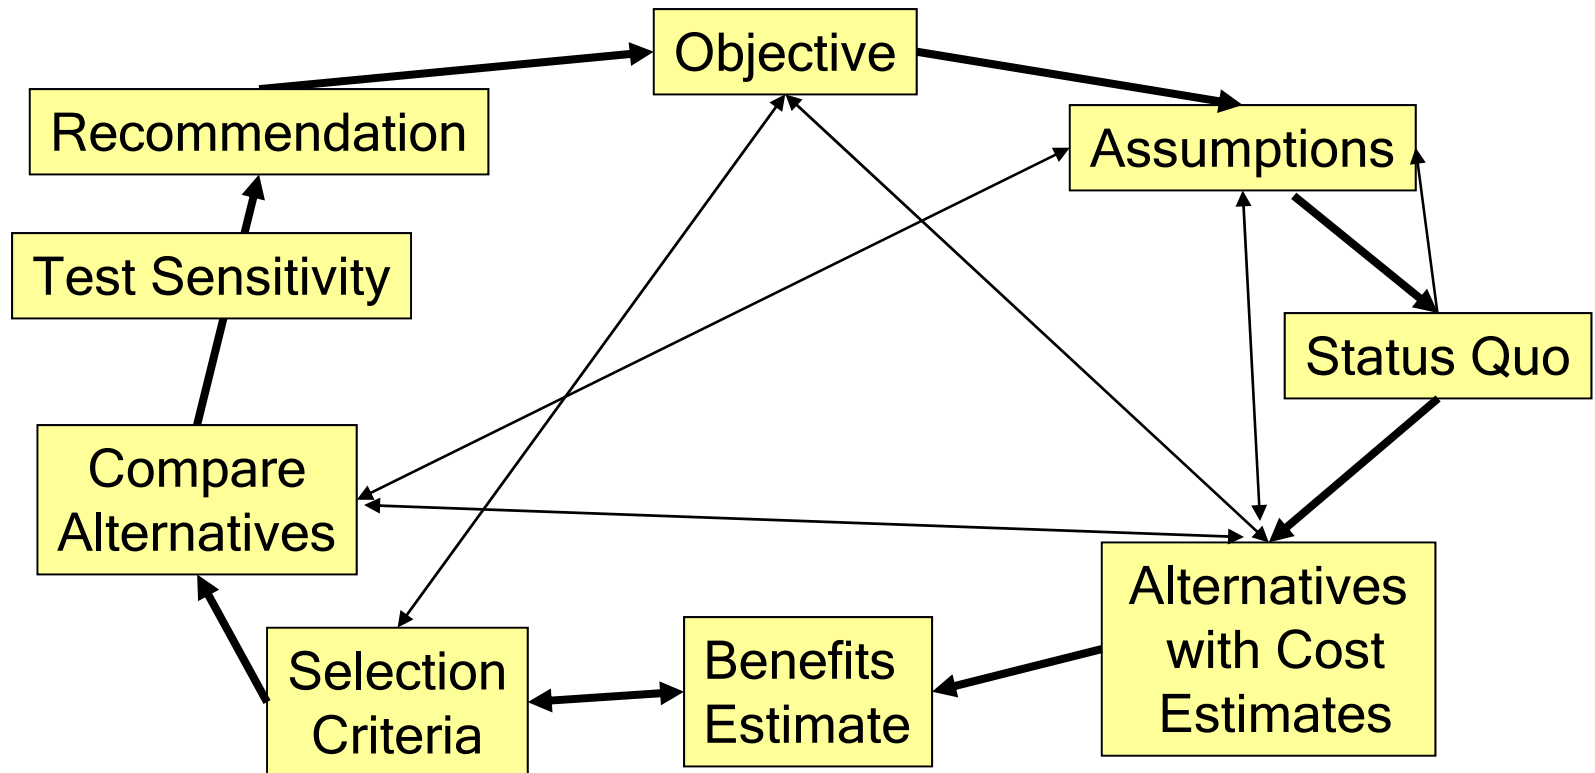 Objective
Recommendation
Assumptions
Test Sensitivity
Status Quo
Compare
Alternatives
Alternatives
with Cost
Estimates
Benefits
Estimate
Selection
Criteria